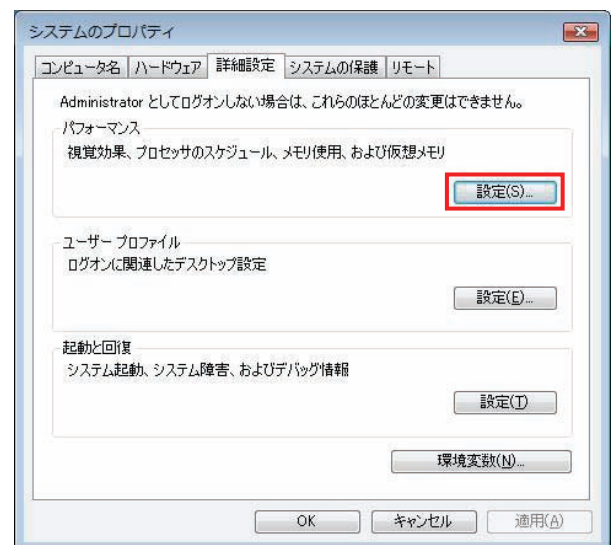 システムのプロパティ
コンピュータ名 ハードウェア 詳細設定 システムの保護 リモート
Administrator としてログオンしない場合は、これらのほとんどの変更はできません。
パフォーマンス
視覚効果、プロセッサのスケジュール、メモリ使用、および仮想メモリ
設定(S)...
ユーザー プロファイル
ログオンに関連したデスクトップ設定
設定(E)...
起動と回復
システム起動、システム障害、およびデバッグ情報
設定(T)
環境変数(N)...
OK キャンセル 適用(A)